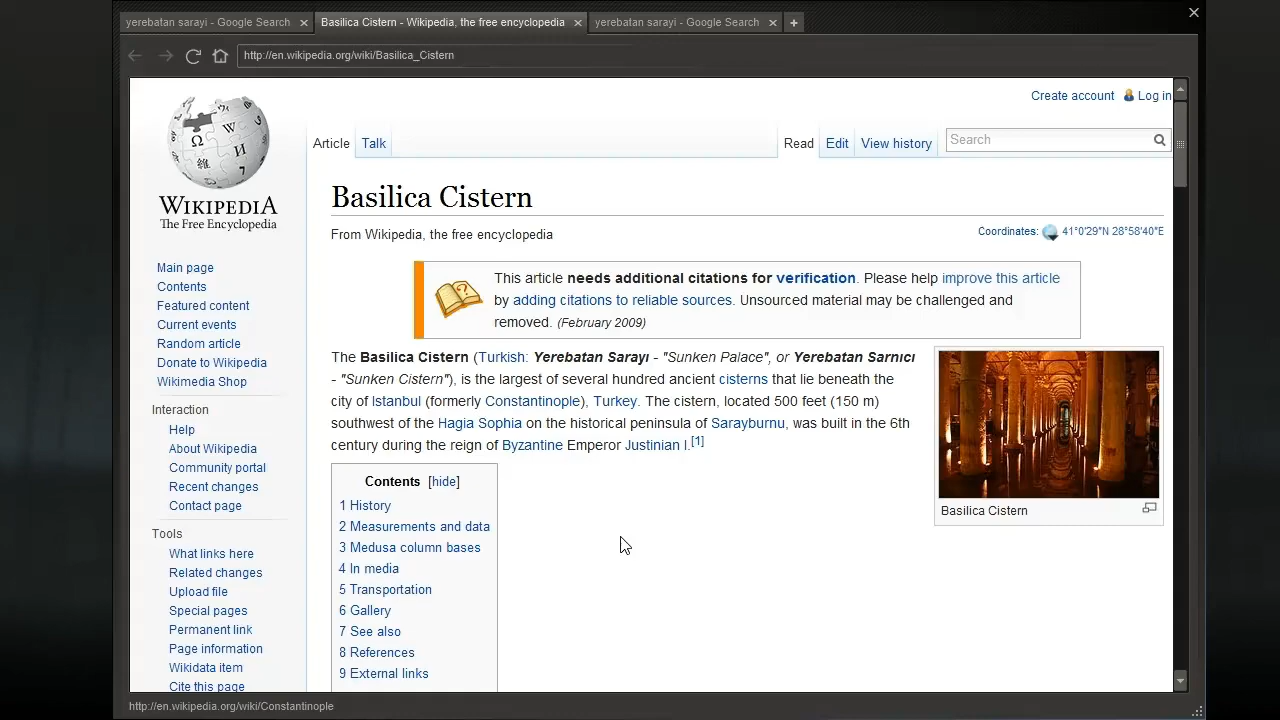 yerebatan sarayi - Google Search
Basilica Cistern - Wikipedia, the free encyclopedia
yerebatan sarayi - Google Search
http://en.wikipedia.org/wiki/Basilica_Cistern
Create account
Log in
Article
Talk
Read
Edit
View history
Search
WIKIPEDIA
The Free Encyclopedia
Basilica Cistern
From Wikipedia, the free encyclopedia
Coordinates: 41°0′29″N 28°58′40″E
Main page
Contents
Featured content
Current events
Random article
Donate to Wikipedia
Wikimedia Shop
Interaction
Help
About Wikipedia
Community portal
Recent changes
Contact page
Tools
What links here
Related changes
Upload file
Special pages
Permanent link
Page information
Wikidata item
Cite this page
This article needs additional citations for verification. Please help improve this article
by adding citations to reliable sources. Unsourced material may be challenged and
removed. (February 2009)
The Basilica Cistern (Turkish: Yerebatan Sarayı - "Sunken Palace", or Yerebatan Sarnıcı
- "Sunken Cistern"), is the largest of several hundred ancient cisterns that lie beneath the
city of Istanbul (formerly Constantinople), Turkey. The cistern, located 500 feet (150 m)
southwest of the Hagia Sophia on the historical peninsula of Sarayburnu, was built in the 6th
century during the reign of Byzantine Emperor Justinian I.[1]
Basilica Cistern
Contents [hide]
1 History
2 Measurements and data
3 Medusa column bases
4 In media
5 Transportation
6 Gallery
7 See also
8 References
9 External links
http://en.wikipedia.org/wiki/Constantinople